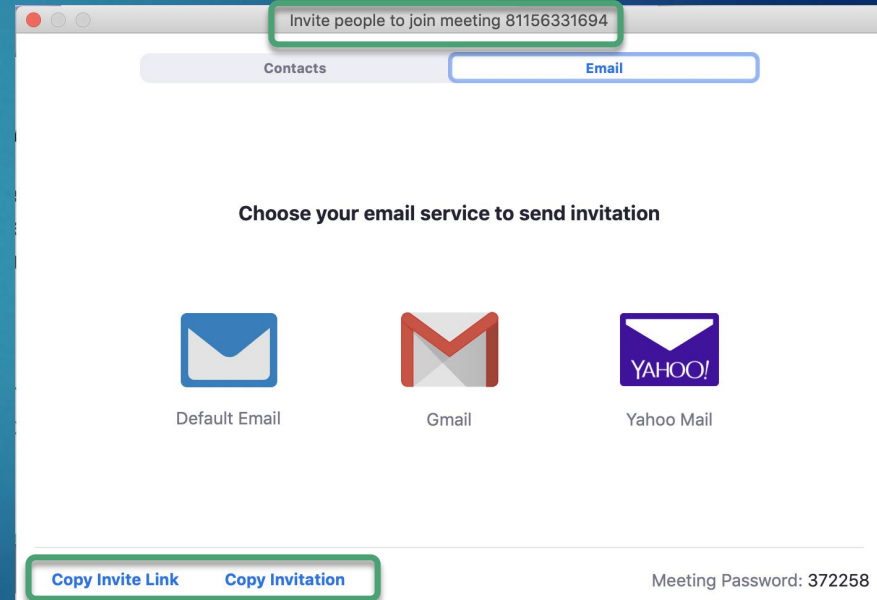 Invite people to join meeting 81156331694
Contacts Email
Choose your email service to send invitation
YAHOO!
Default Email Gmail Yahoo Mail
Copy Invite Link Copy Invitation Meeting Password: 372258